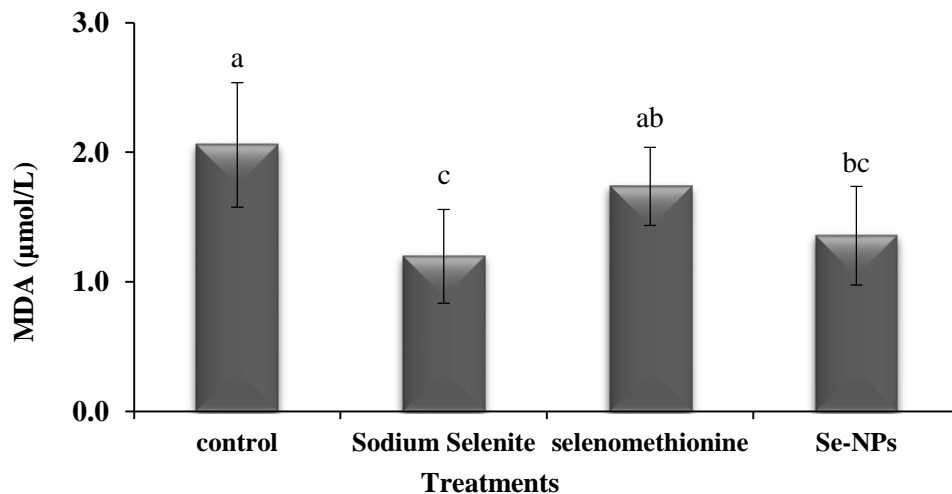 3.0
a
ab
2.0
bc
c
1.0
0.0
MDA (µmol/L)
control Sodium Selenite selenomethionine Se-NPs
Treatments